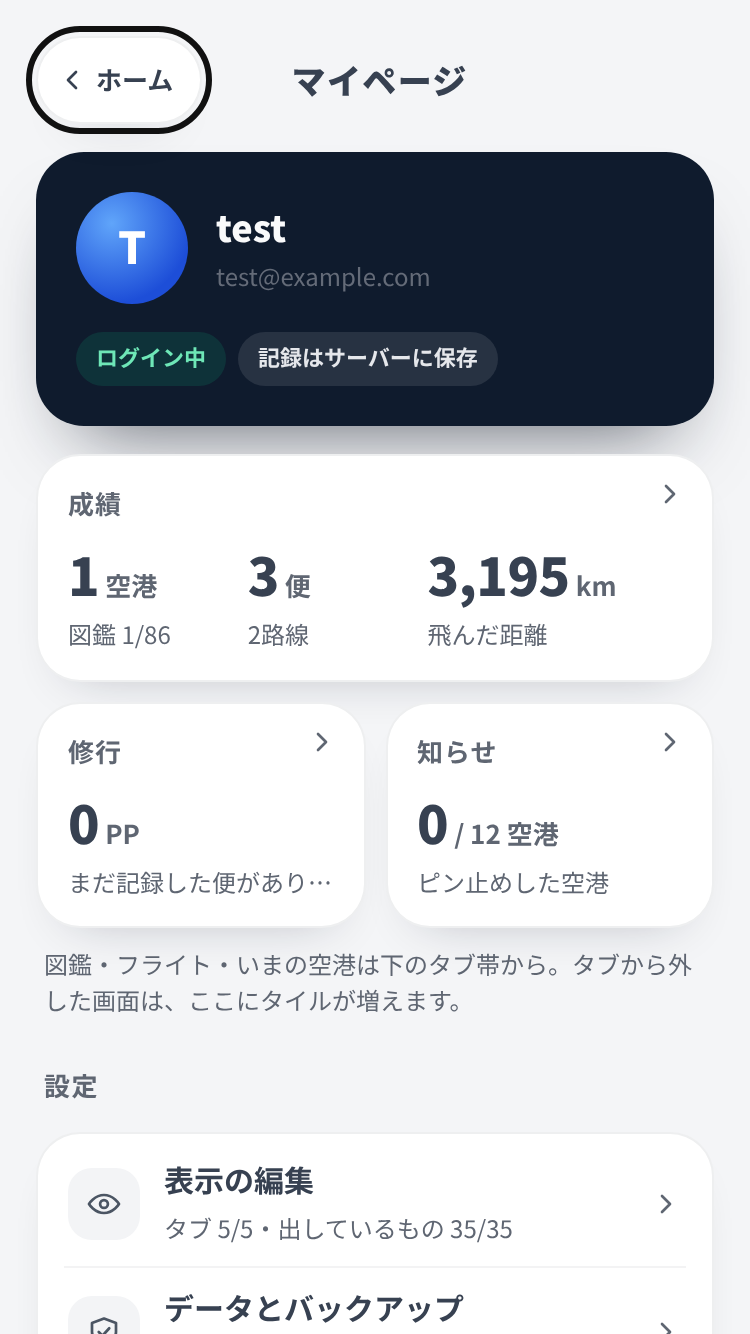 ホーム
マイページ
T
test
test@example.com
ログイン中
記録はサーバーに保存
成績
1 空港
3 便
3,195 km
図鑑 1/86
2路線
飛んだ距離
修行
知らせ
0 PP
0 / 12 空港
まだ記録した便があり…
ピン止めした空港
図鑑・フライト・いまの空港は下のタブ帯から。タブから外
した画面は、ここにタイルが増えます。
設定
表示の編集
タブ 5/5・出しているもの 35/35
データとバックアップ